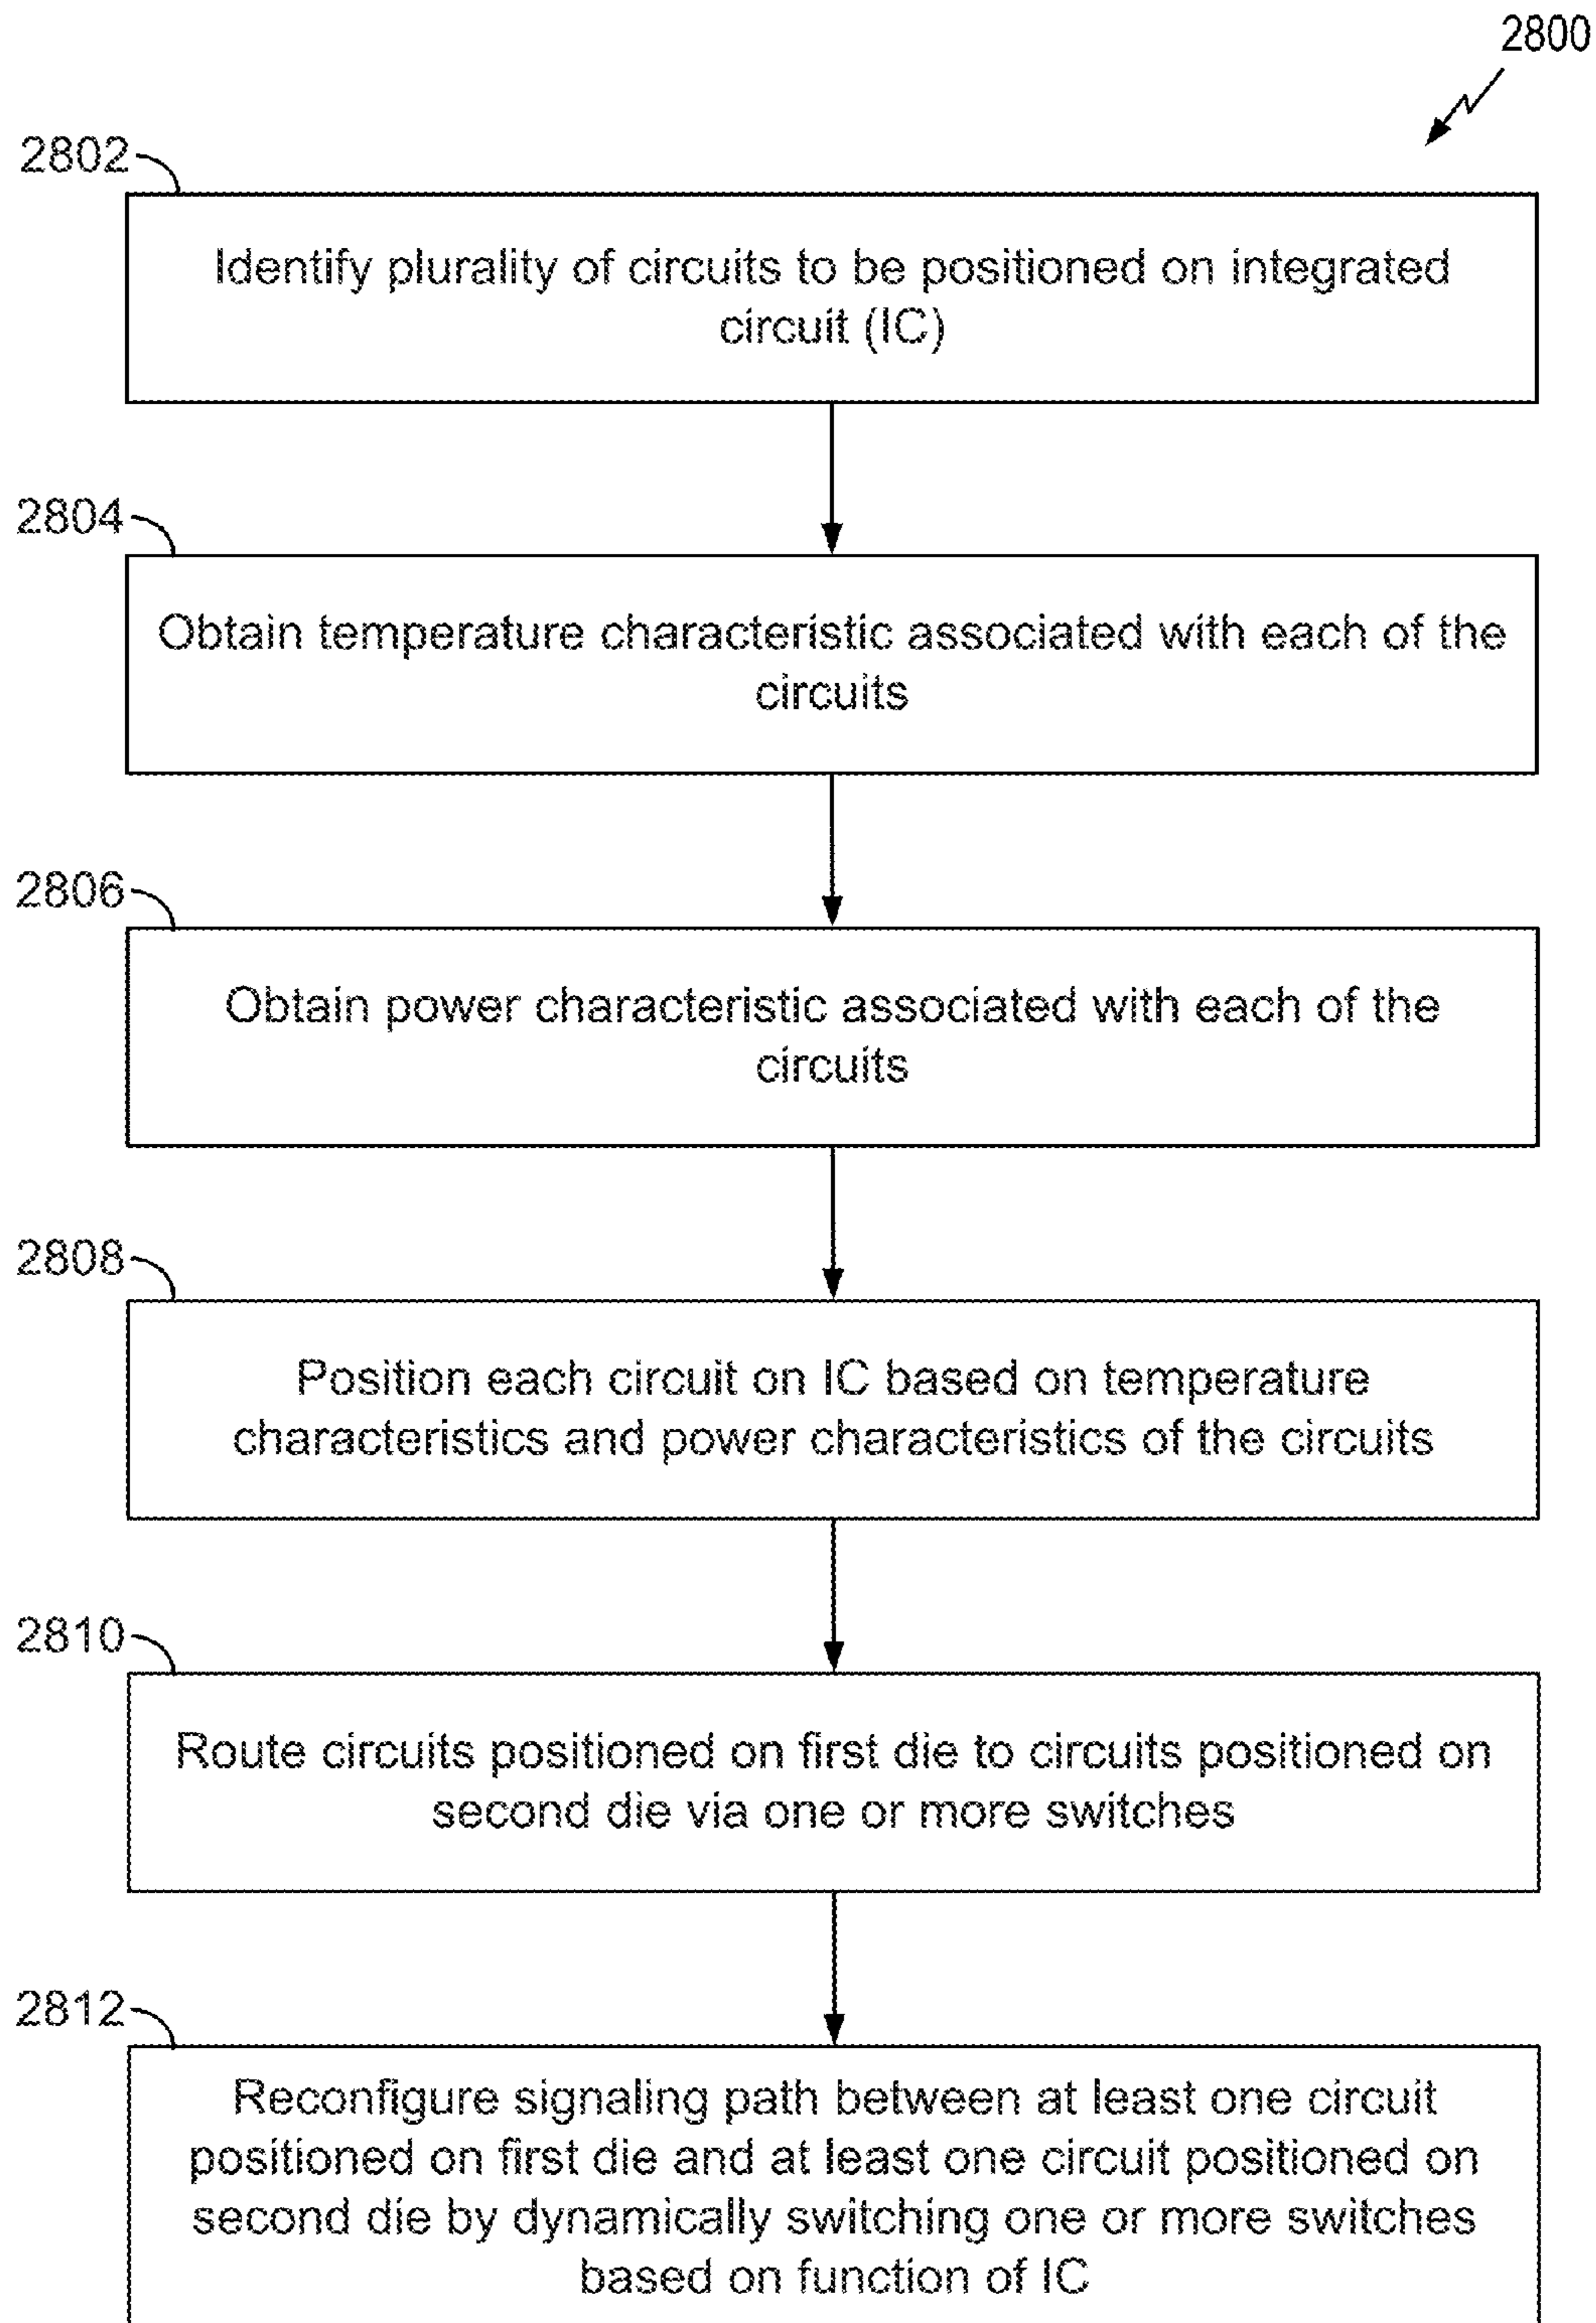 2800
2802
Identify plurality of circuits to be positioned on integrated
circuit (IC)
2804
Obtain temperature characteristic associated with each of the
circuits
2806
Obtain power characteristic associated with each of the
circuits
2808
Position each circuit on IC based on temperature
characteristics and power characteristics of the circuits
2810
Route circuits positioned on first die to circuits positioned on
second die via one or more switches
2812
Reconfigure signaling path between at least one circuit
positioned on first die and at least one circuit positioned on
second die by dynamically switching one or more switches
based on function of IC